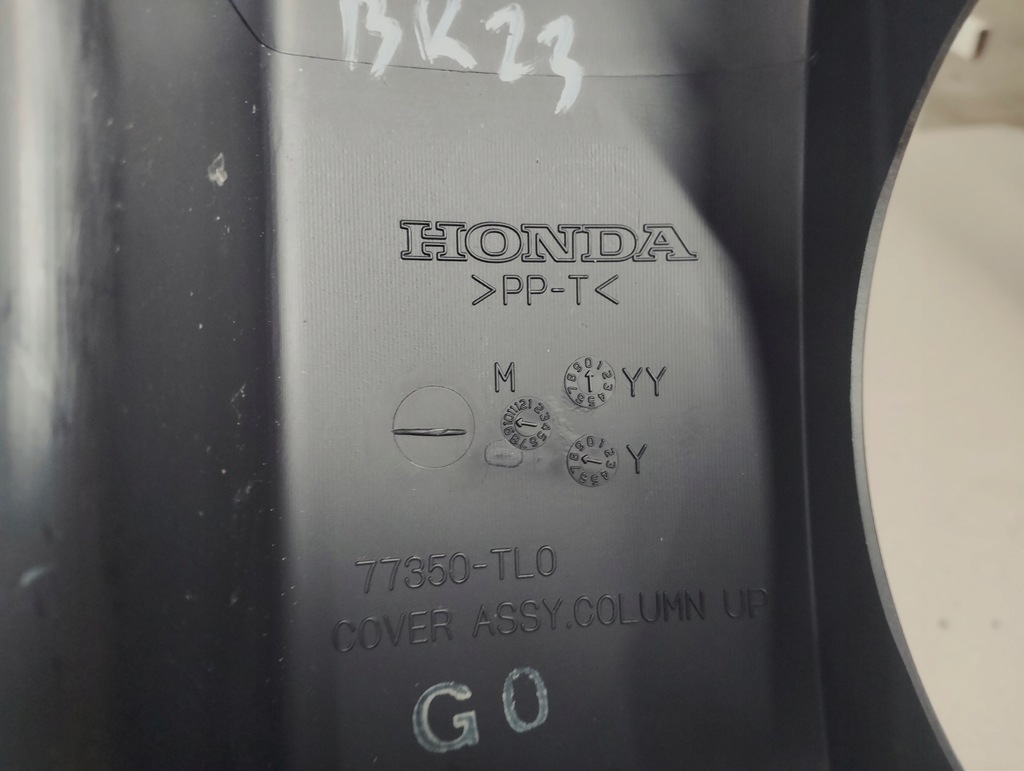 BK23
HONDA
>PP-T<
M
YY
Y
77350-TL0
COVER ASSY.COLUMN UP
G0